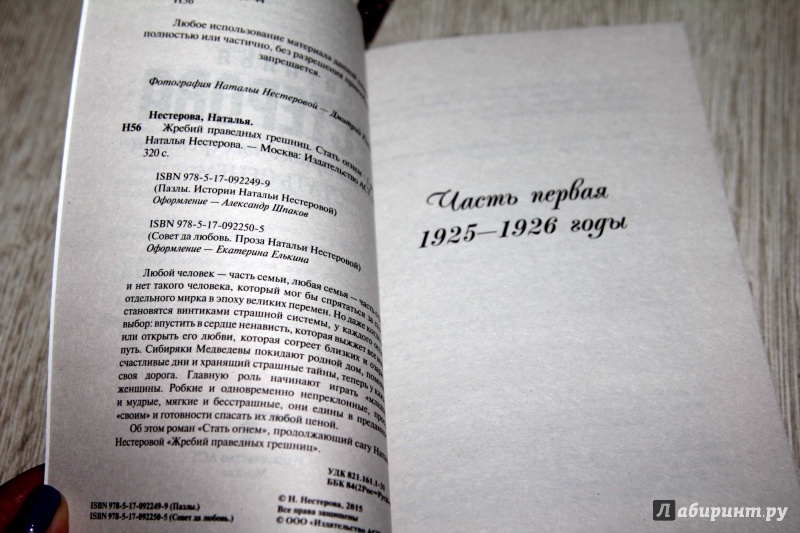 Н56
Любое использование материала данной
полностью или частично, без разрешения
запрещается.
Фотография Натальи Нестеровой — Дмитрий
Нестерова, Наталья.
Н56 Жребий праведных грешниц. Стать огнем
Наталья Нестерова. — Москва: Издательство АСТ
320 с.
ISBN 978-5-17-092249-9
(Пазлы. Истории Натальи Нестеровой)
Оформление — Александр Шпаков
ISBN 978-5-17-092250-5
(Совет да любовь. Проза Натальи Нестеровой)
Оформление — Екатерина Елькина
Любой человек — часть семьи, любая семья — часть
и нет такого человека, который мог бы спрятаться за
отдельного мирка в эпоху великих перемен. Но даже
становятся винтиками страшной системы, у каждого
выбор: впустить в сердце ненависть, которая выжжет все
или открыть его любви, которая согреет близких и
путь. Сибиряки Медведевы покидают родной дом,
счастливые дни и хранящий страшные тайны, теперь у
своя дорога. Главную роль начинают играть
женщины. Робкие и одновременно непреклонные,
и мудрые, мягкие и бесстрашные, они едины в
«своим» и готовности спасать их любой ценой.
Об этом роман «Стать огнем», продолжающий сагу
Нестеровой «Жребий праведных грешниц».
УДК 821.161.1-31
ББК 84(2Рос=Рус)
ISBN 978-5-17-092249-9 (Пазлы.)
ISBN 978-5-17-092250-5 (Совет да любовь.)
© Н. Нестерова, 2015
Все права защищены
© ООО «Издательство АСТ
Часть первая
1925—1926 годы
Лабиринт.ру